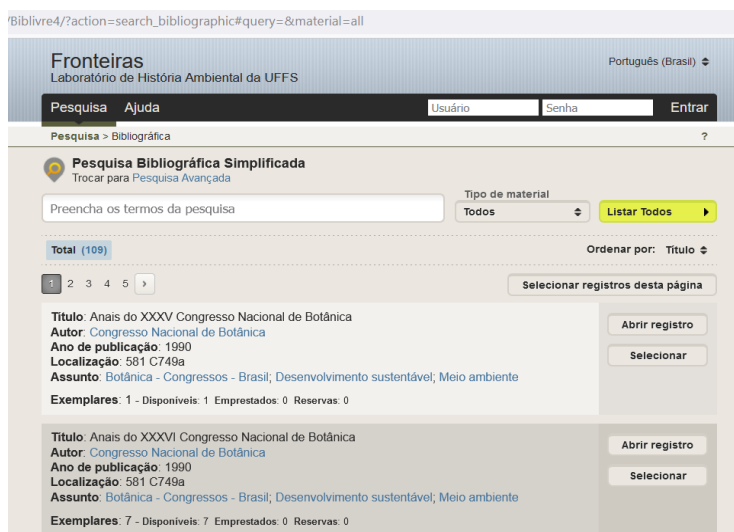 /Biblivre4/?action=search_bibliographic#query=&material=all
Fronteiras
Laboratório de História Ambiental da UFFS
Português (Brasil)
Pesquisa Ajuda Usuário Senha Entrar
Pesquisa > Bibliográfica ?
Pesquisa Bibliográfica Simplificada
Trocar para Pesquisa Avançada
Tipo de material
Preencha os termos da pesquisa Todos Listar Todos
Total (109) Ordenar por: Título
1 2 3 4 5 › Selecionar registros desta página
Título: Anais do XXXV Congresso Nacional de Botânica
Autor: Congresso Nacional de Botânica
Ano de publicação: 1990
Localização: 581 C749a
Assunto: Botânica - Congressos - Brasil; Desenvolvimento sustentável; Meio ambiente
Exemplares: 1 - Disponíveis: 1 Emprestados: 0 Reservas: 0
Abrir registro
Selecionar
Título: Anais do XXXVI Congresso Nacional de Botânica
Autor: Congresso Nacional de Botânica
Ano de publicação: 1990
Localização: 581 C749a
Assunto: Botânica - Congressos - Brasil; Desenvolvimento sustentável; Meio ambiente
Exemplares: 7 - Disponíveis: 7 Emprestados: 0 Reservas: 0
Abrir registro
Selecionar